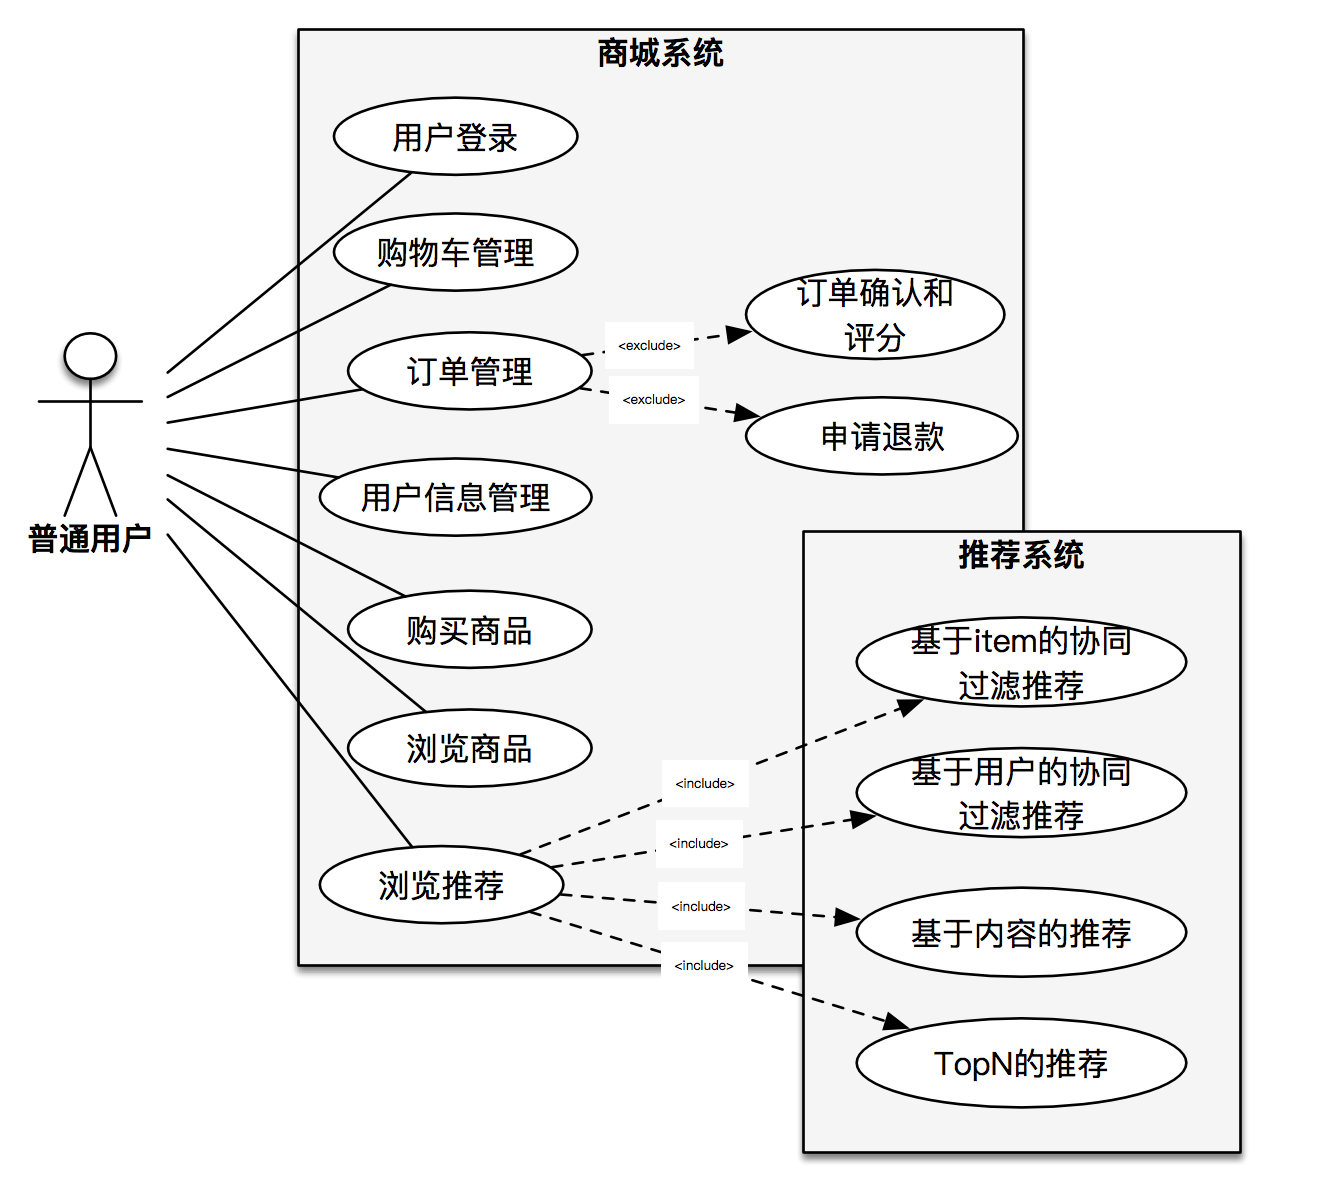 商城系统
用户登录
购物车管理
订单管理
<exclude>
<exclude>
订单确认和
评分
申请退款
用户信息管理
普通用户
购买商品
浏览商品
浏览推荐
<include>
<include>
<include>
<include>
推荐系统
基于item的协同
过滤推荐
基于用户的协同
过滤推荐
基于内容的推荐
TopN的推荐